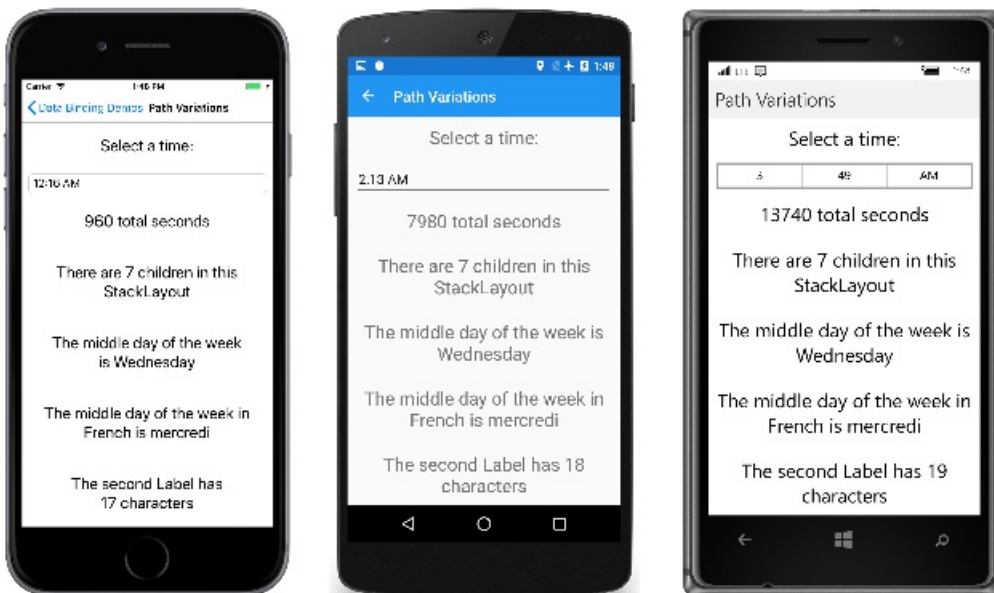 Carrier
1:48 PM
Data Binding Demos Path Variations
Select a time:
12:16 AM
960 total seconds
There are 7 children in this
StackLayout
The middle day of the week
is Wednesday
The middle day of the week in
French is mercredi
The second Label has
17 characters
1:49
Path Variations
Select a time:
2:13 AM
7980 total seconds
There are 7 children in this
StackLayout
The middle day of the week is
Wednesday
The middle day of the week in
French is mercredi
The second Label has 18
characters
Path Variations
Select a time:
3 49 AM
13740 total seconds
There are 7 children in this
StackLayout
The middle day of the week is
Wednesday
The middle day of the week in
French is mercredi
The second Label has 19
characters